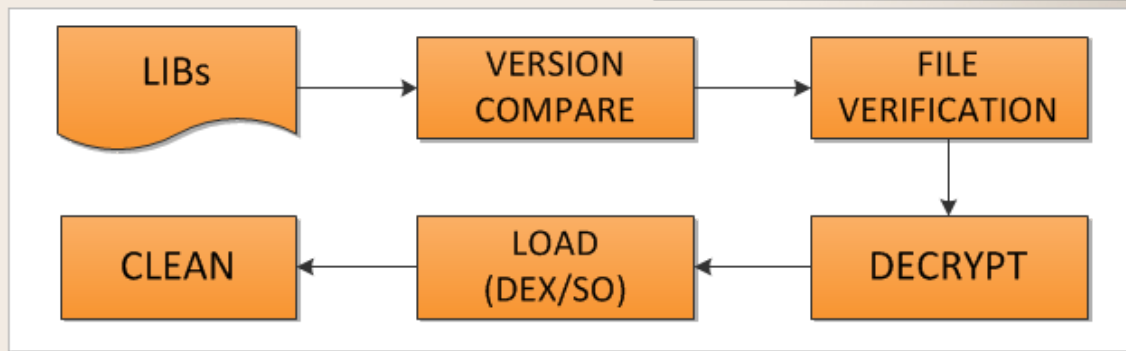 LIBs
VERSION
COMPARE
FILE
VERIFICATION
CLEAN
LOAD
(DEX/SO)
DECRYPT